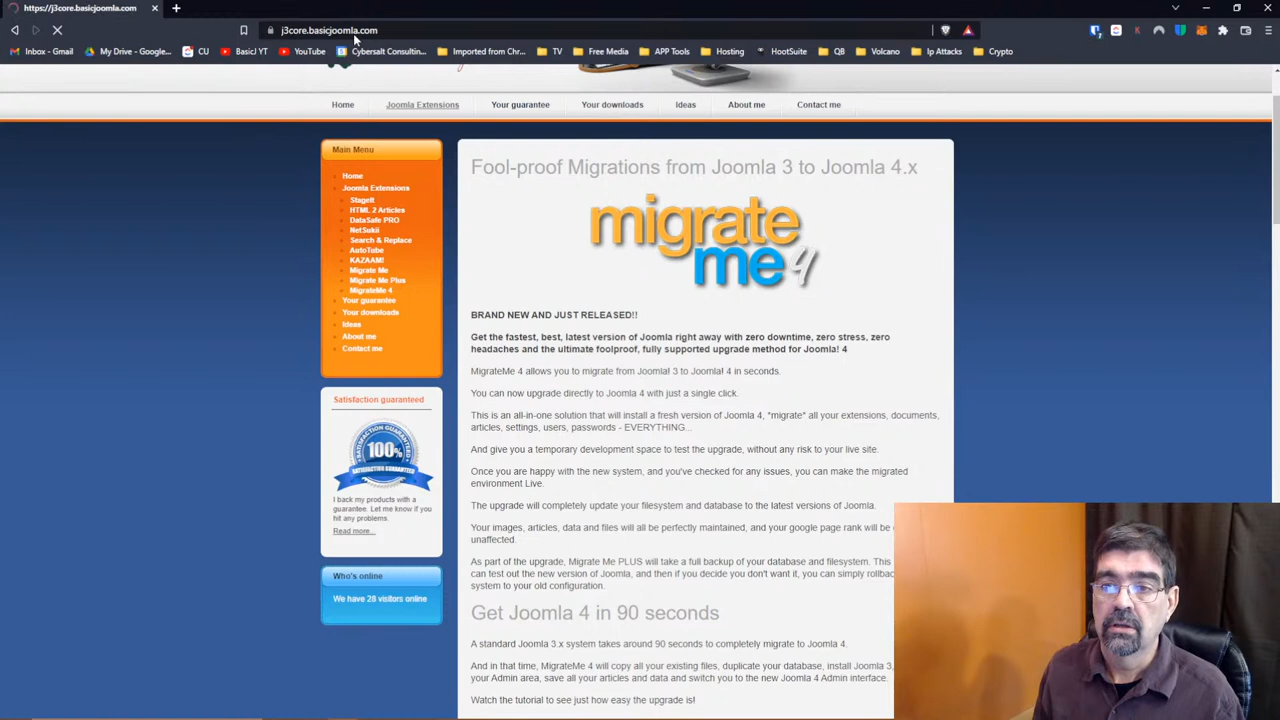 https://j3core.basicjoomla.com
j3core.basicjoomla.com
Inbox - Gmail My Drive - Google... CU BasicJ YT YouTube Cybersalt Consultin... Imported from Chr... TV Free Media APP Tools Hosting HootSuite QB Volcano Ip Attacks Crypto
Home Joomla Extensions Your guarantee Your downloads Ideas About me Contact me
Main Menu
Home
Joomla Extensions
StageIt
HTML 2 Articles
DataSafe PRO
NetSukii
Search & Replace
AutoTube
KAZAAM!
Migrate Me
Migrate Me Plus
MigrateMe 4
Your guarantee
Your downloads
Ideas
About me
Contact me
Satisfaction guaranteed
SATISFACTION GUARANTEED
100%
I back my products with a
guarantee. Let me know if you
hit any problems.
Read more...
Who's online
We have 28 visitors online
Fool-proof Migrations from Joomla 3 to Joomla 4.x
migrate
me 4
BRAND NEW AND JUST RELEASED!!
Get the fastest, best, latest version of Joomla right away with zero downtime, zero stress, zero
headaches and the ultimate foolproof, fully supported upgrade method for Joomla! 4
MigrateMe 4 allows you to migrate from Joomla! 3 to Joomla! 4 in seconds.
You can now upgrade directly to Joomla 4 with just a single click.
This is an all-in-one solution that will install a fresh version of Joomla 4, *migrate* all your extensions, documents,
articles, settings, users, passwords - EVERYTHING...
And give you a temporary development space to test the upgrade, without any risk to your live site.
Once you are happy with the new system, and you've checked for any issues, you can make the migrated
environment Live.
The upgrade will completely update your filesystem and database to the latest versions of Joomla.
Your images, articles, data and files will all be perfectly maintained, and your google page rank will be
unaffected.
As part of the upgrade, Migrate Me PLUS will take a full backup of your database and filesystem. This
can test out the new version of Joomla, and then if you decide you don't want it, you can simply rollback
system to your old configuration.
Get Joomla 4 in 90 seconds
A standard Joomla 3.x system takes around 90 seconds to completely migrate to Joomla 4.
And in that time, MigrateMe 4 will copy all your existing files, duplicate your database, install Joomla 3,
your Admin area, save all your articles and data and switch you to the new Joomla 4 Admin interface.
Watch the tutorial to see just how easy the upgrade is!